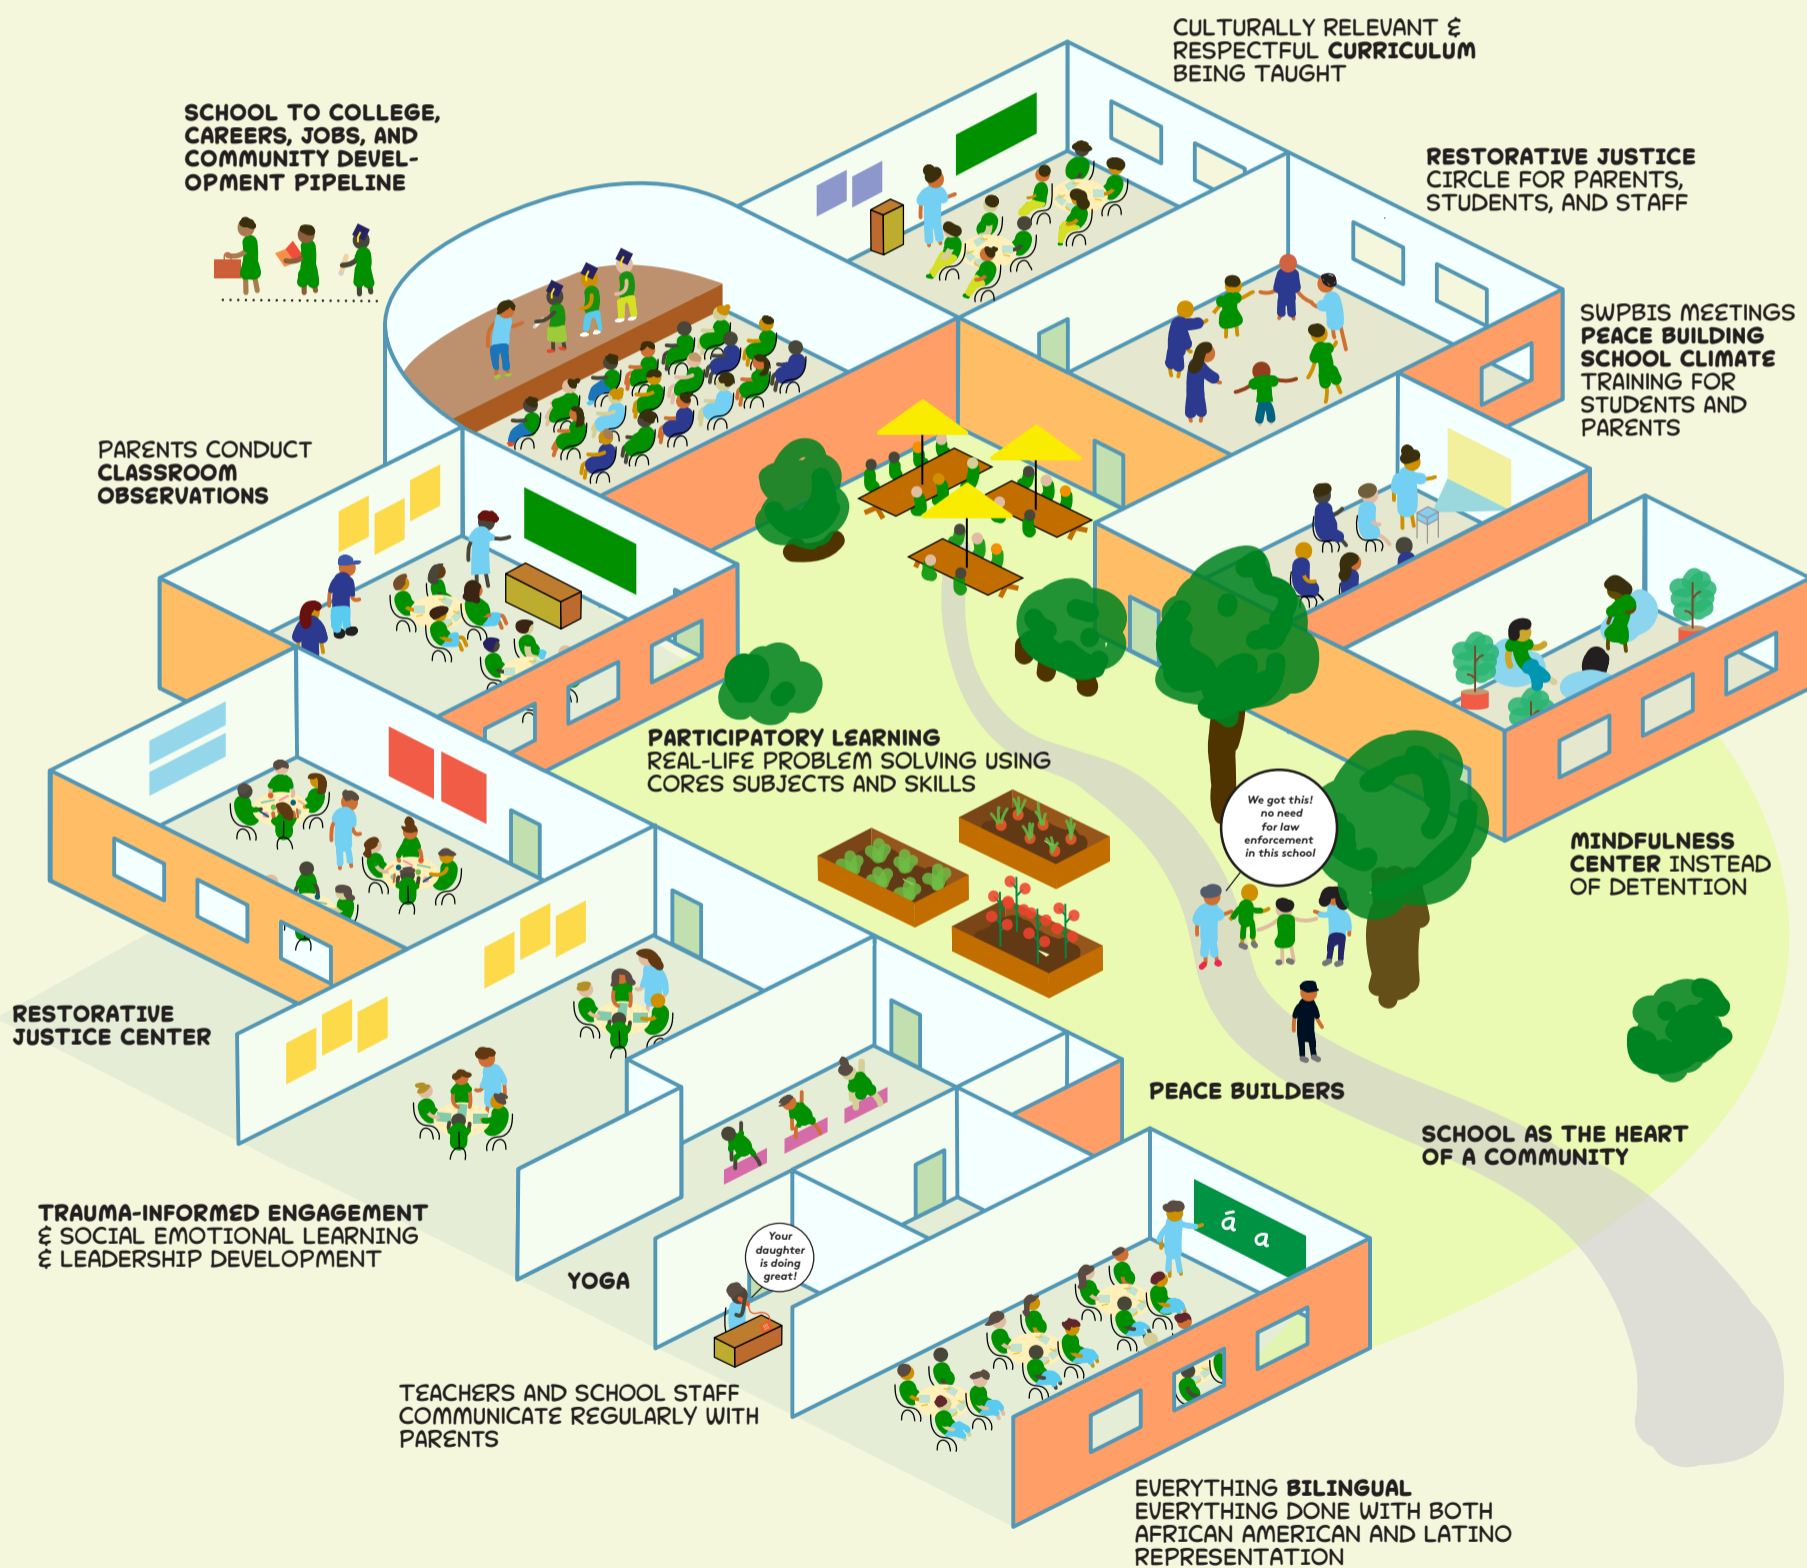 CULTURALLY RELEVANT &
RESPECTFUL CURRICULUM
BEING TAUGHT
SCHOOL TO COLLEGE,
CAREERS, JOBS, AND
COMMUNITY DEVEL-
OPMENT PIPELINE
RESTORATIVE JUSTICE
CIRCLE FOR PARENTS,
STUDENTS, AND STAFF
SWPBIS MEETINGS
PEACE BUILDING
SCHOOL CLIMATE
TRAINING FOR
STUDENTS AND
PARENTS
PARENTS CONDUCT
CLASSROOM
OBSERVATIONS
PARTICIPATORY LEARNING
REAL-LIFE PROBLEM SOLVING USING
CORES SUBJECTS AND SKILLS
We got this!
no need
for law
enforcement
in this school
MINDFULNESS
CENTER INSTEAD
OF DETENTION
RESTORATIVE
JUSTICE CENTER
PEACE BUILDERS
SCHOOL AS THE HEART
OF A COMMUNITY
TRAUMA-INFORMED ENGAGEMENT
& SOCIAL EMOTIONAL LEARNING
& LEADERSHIP DEVELOPMENT
YOGA
Your
daughter
is doing
great!
á a
TEACHERS AND SCHOOL STAFF
COMMUNICATE REGULARLY WITH
PARENTS
EVERYTHING BILINGUAL
EVERYTHING DONE WITH BOTH
AFRICAN AMERICAN AND LATINO
REPRESENTATION